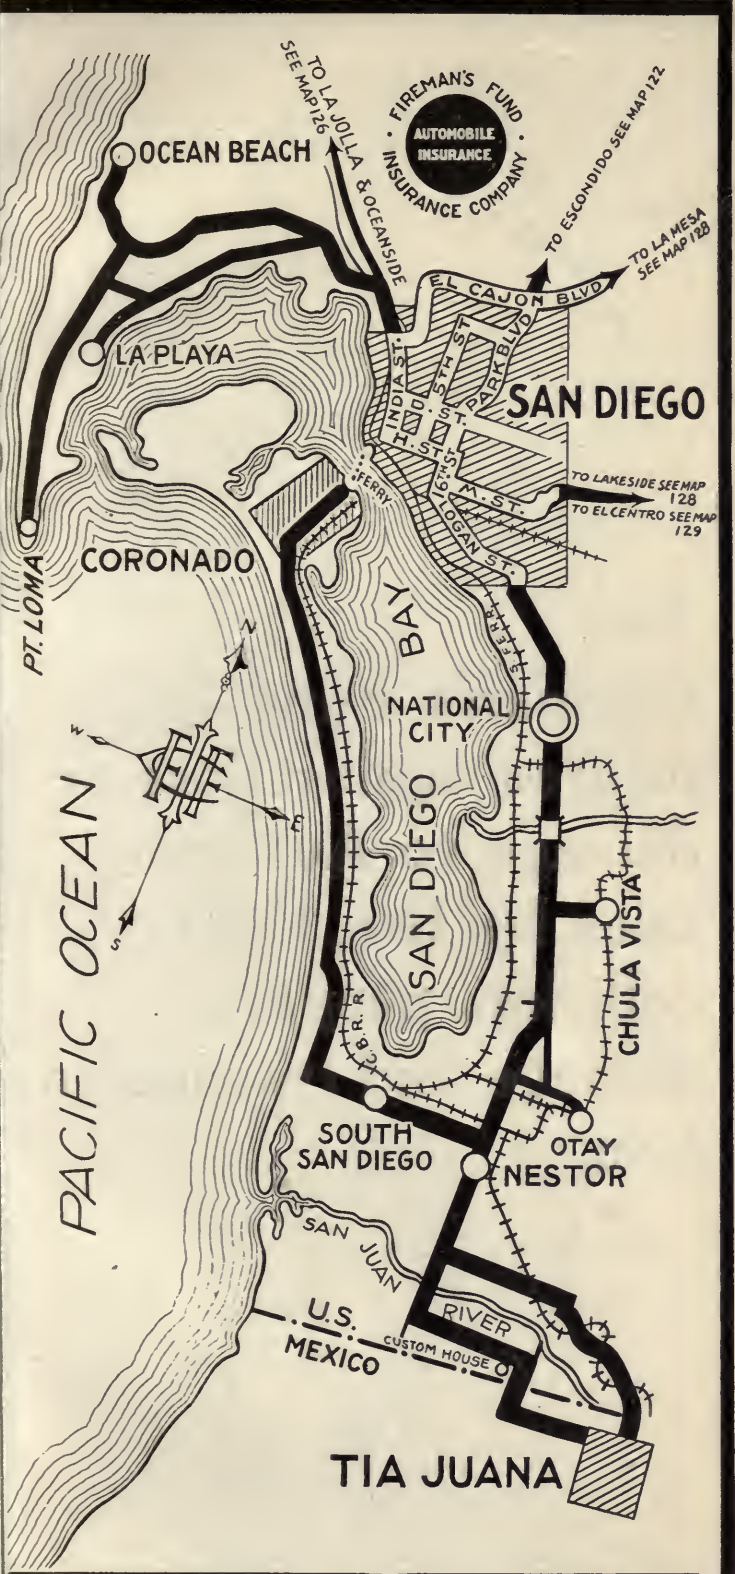 TO LA JOLLA & OCEANSIDE
SEE MAP 126
FIREMAN'S FUND
AUTOMOBILE
INSURANCE
INSURANCE COMPANY
TO ESCONDIDO SEE MAP 122
TO LA MESA
SEE MAP 128
OCEAN BEACH
EL CAJON BLVD
LA PLAYA
INDIA ST.
5TH ST
PARK BLVD
SAN DIEGO
D. ST.
H ST.
16TH ST
M. ST.
LOGAN ST.
TO LAKESIDE SEE MAP
128
TO EL CENTRO SEE MAP
129
FERRY
CORONADO
PT. LOMA
N
W
E
S
NATIONAL
CITY
SAN DIEGO BAY
PACIFIC OCEAN
CHULA VISTA
C. B. R. R
SOUTH
SAN DIEGO
OTAY
NESTOR
SAN JUAN RIVER
U.S.
MEXICO
CUSTOM HOUSE
TIA JUANA